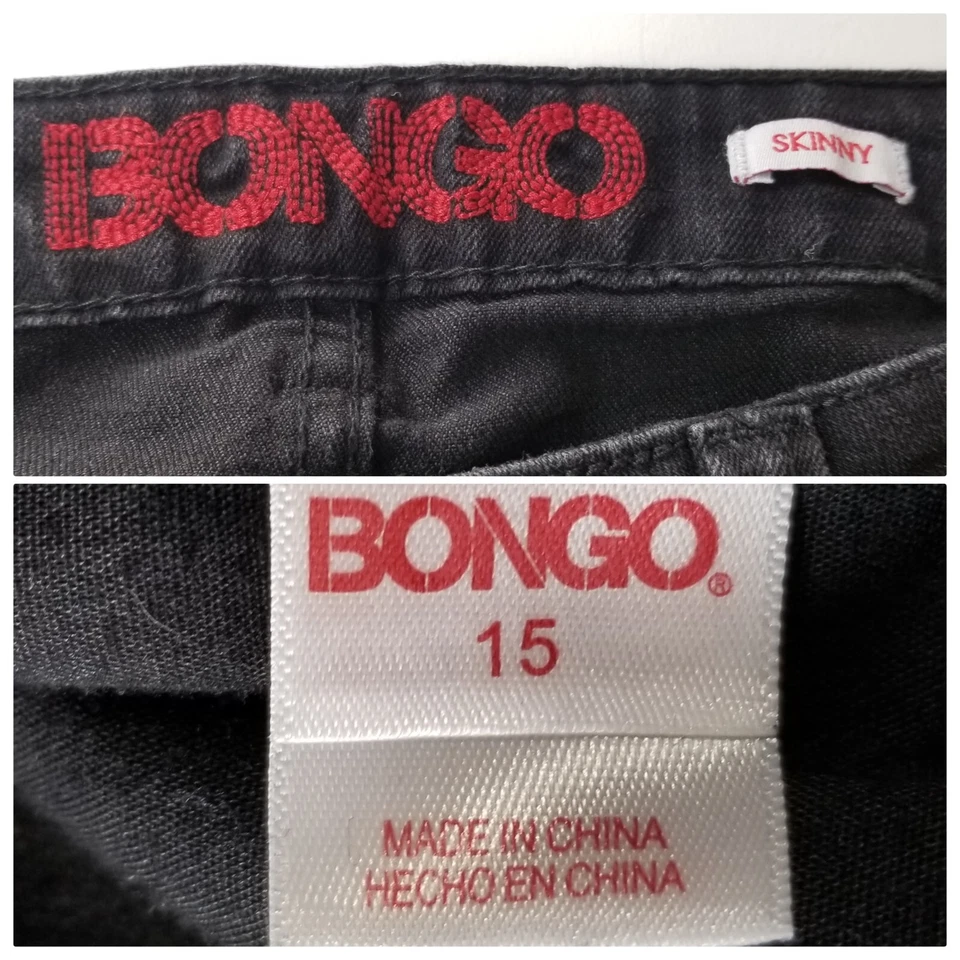 BONGO
SKINNY
BONGO®
15
MADE IN CHINA
HECHO EN CHINA